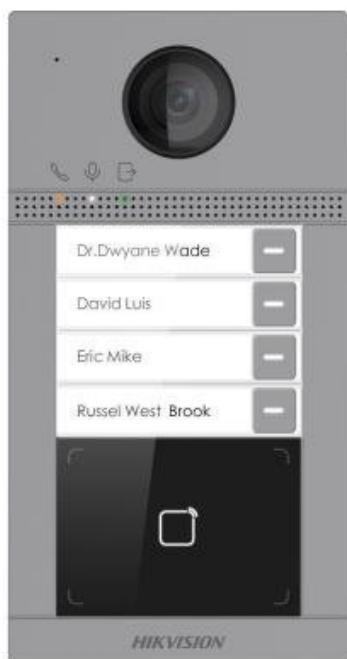 Dr.Dwyane Wade
David Luis
Eric Mike
Russel West Brook
HIKVISION